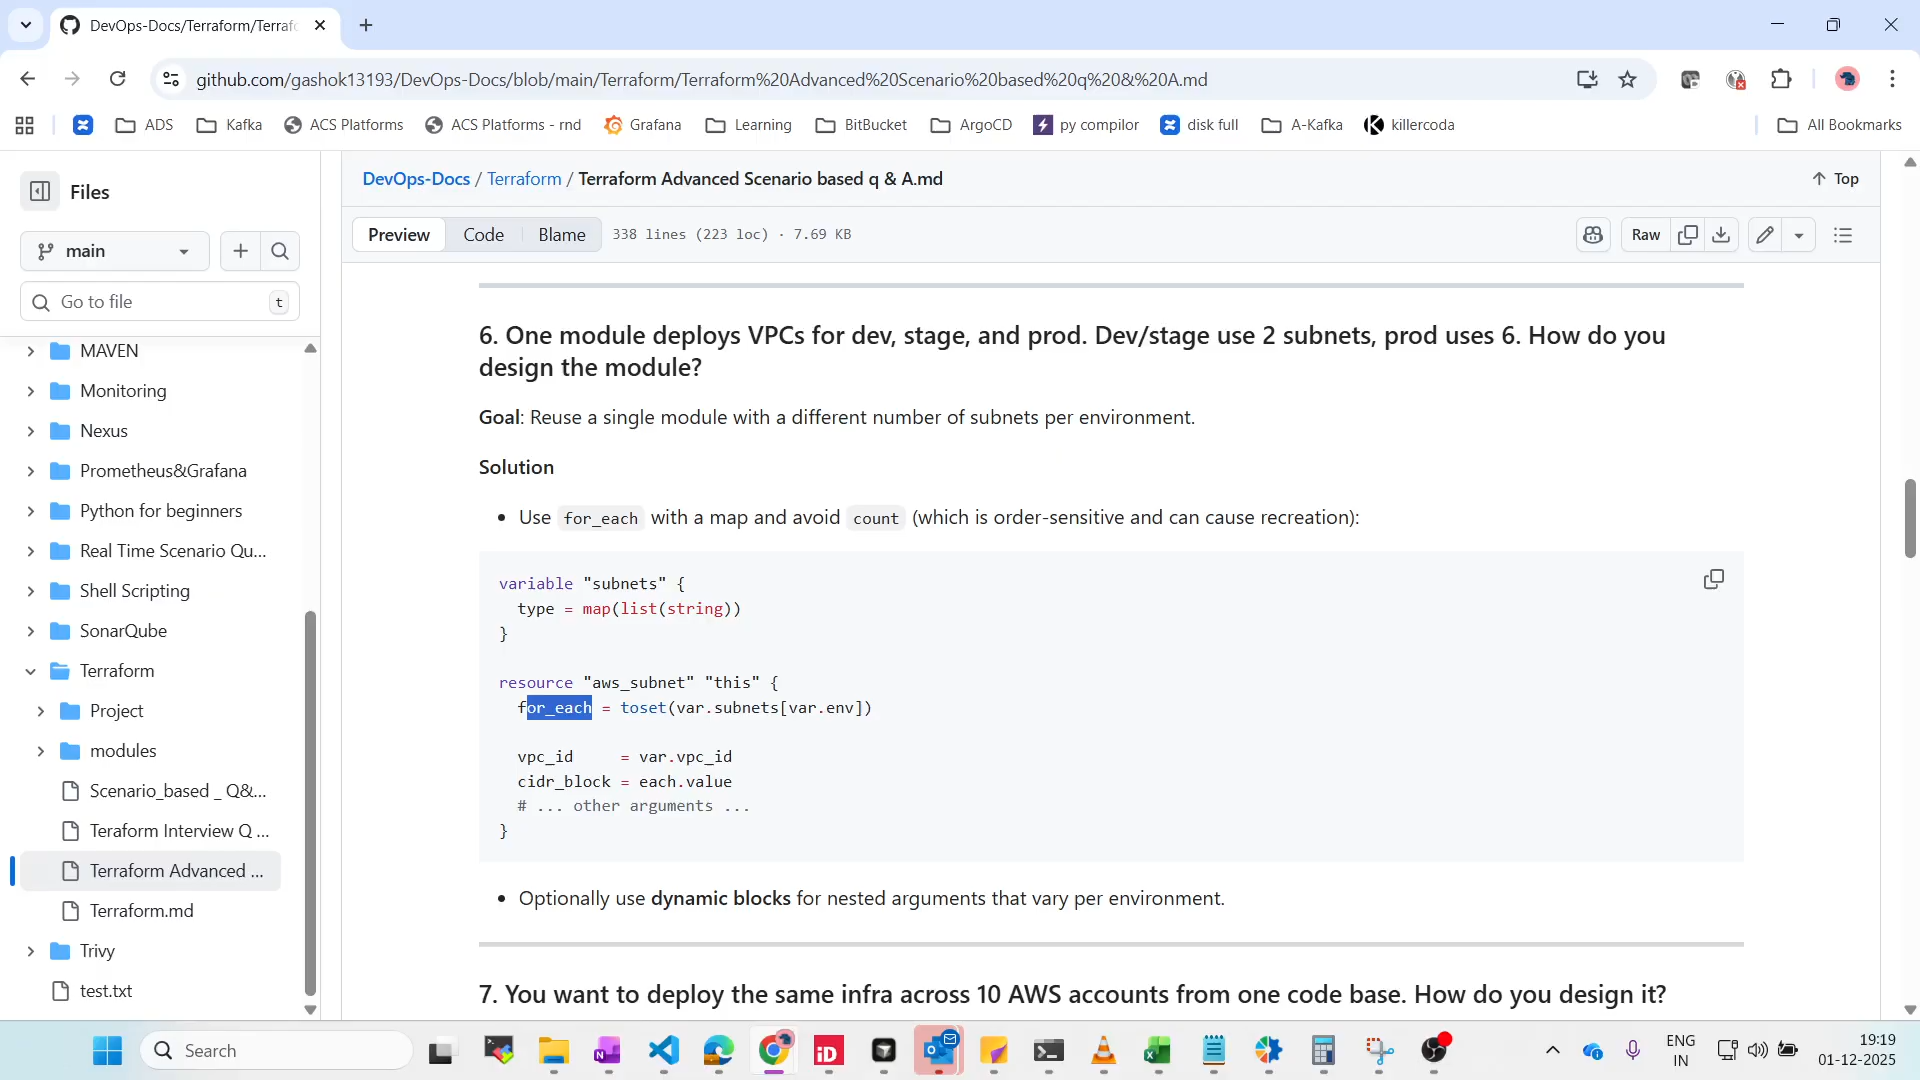 DevOps-Docs/Terraform/Terrafo
github.com/gashok13193/DevOps-Docs/blob/main/Terraform/Terraform%20Advanced%20Scenario%20based%20q%20&%20A.md
ADS
Kafka
ACS Platforms
ACS Platforms - rnd
Grafana
Learning
BitBucket
ArgoCD
py compilor
disk full
A-Kafka
killercoda
All Bookmarks
Files
main
Go to file
t
MAVEN
Monitoring
Nexus
Prometheus&Grafana
Python for beginners
Real Time Scenario Qu...
Shell Scripting
SonarQube
Terraform
Project
modules
Scenario_based _ Q&...
Teraform Interview Q ...
Terraform Advanced ...
Terraform.md
Trivy
test.txt
DevOps-Docs / Terraform / Terraform Advanced Scenario based q & A.md
Top
Preview
Code
Blame
338 lines (223 loc) · 7.69 KB
Raw
6. One module deploys VPCs for dev, stage, and prod. Dev/stage use 2 subnets, prod uses 6. How do you
design the module?
Goal: Reuse a single module with a different number of subnets per environment.
Solution
• Use for_each with a map and avoid count (which is order-sensitive and can cause recreation):
variable "subnets" {
  type = map(list(string))
}
resource "aws_subnet" "this" {
  for_each = toset(var.subnets[var.env])
  vpc_id     = var.vpc_id
  cidr_block = each.value
  # ... other arguments ...
}
• Optionally use dynamic blocks for nested arguments that vary per environment.
7. You want to deploy the same infra across 10 AWS accounts from one code base. How do you design it?
Search
ENG
IN
19:19
01-12-2025